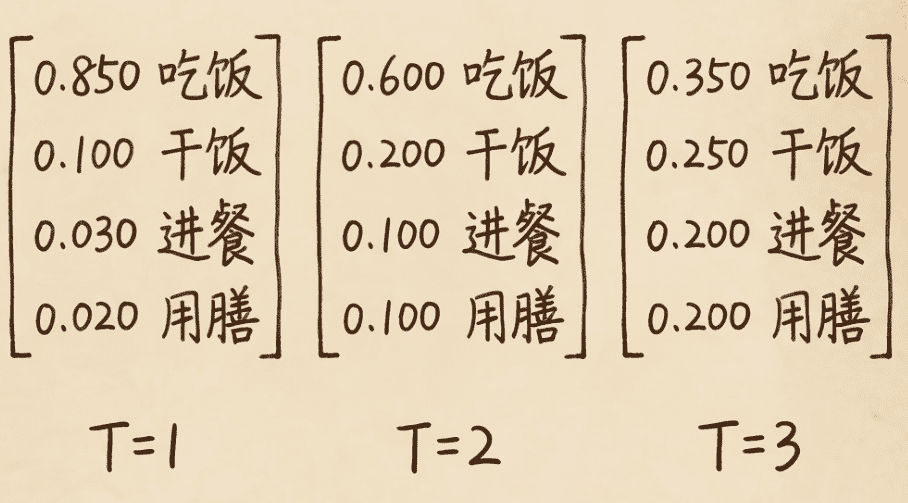 0.850 吃饭
0.100 干饭
0.030 进餐
0.020 用膳
T=1
0.600 吃饭
0.200 干饭
0.100 进餐
0.100 用膳
T=2
0.350 吃饭
0.250 干饭
0.200 进餐
0.200 用膳
T=3